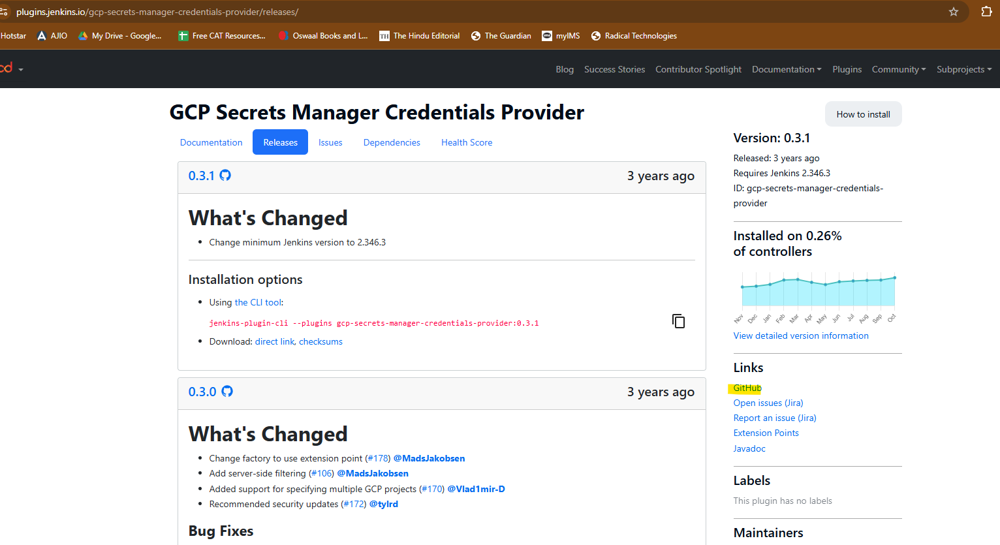 plugins.jenkins.io/gcp-secrets-manager-credentials-provider/releases/
Hotstar AJIO My Drive - Google... Free CAT Resources... Oswaal Books and L... TH The Hindu Editorial The Guardian myIMS Radical Technologies
cd Blog Success Stories Contributor Spotlight Documentation Plugins Community Subprojects
GCP Secrets Manager Credentials Provider
How to install
Documentation Releases Issues Dependencies Health Score
0.3.1 3 years ago
What's Changed
Change minimum Jenkins version to 2.346.3
Installation options
Using the CLI tool:
jenkins-plugin-cli --plugins gcp-secrets-manager-credentials-provider:0.3.1
Download: direct link, checksums
0.3.0 3 years ago
What's Changed
Change factory to use extension point (#178) @MadsJakobsen
Add server-side filtering (#106) @MadsJakobsen
Added support for specifying multiple GCP projects (#170) @Vlad1mir-D
Recommended security updates (#172) @tylrd
Bug Fixes
Version: 0.3.1
Released: 3 years ago
Requires Jenkins 2.346.3
ID: gcp-secrets-manager-credentials-
provider
Installed on 0.26%
of controllers
Nov Dec Jan Feb Mar Apr May Jun Jul Aug Sep Oct
View detailed version information
Links
GitHub
Open issues (Jira)
Report an issue (Jira)
Extension Points
Javadoc
Labels
This plugin has no labels
Maintainers